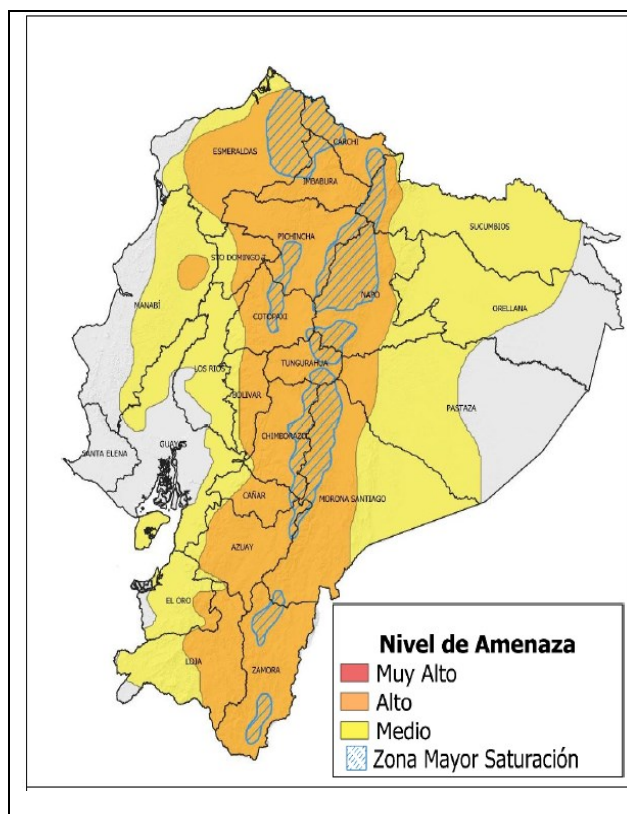 CARCHI
ESMERALDAS
IMBABURA
SUCUMBIOS
PICHINCHA
STO DOMINGO T
NAPO
ORELLANA
MANABÍ
COTOPAXI
TUNGURAHUA
LOS RIOS
BOLIVAR
PASTAZA
CHIMBORAZO
GUAYAS
SANTA ELENA
CAÑAR
MORONA SANTIAGO
AZUAY
EL ORO
LOJA
ZAMORA
Nivel de Amenaza
Muy Alto
Alto
Medio
Zona Mayor Saturación